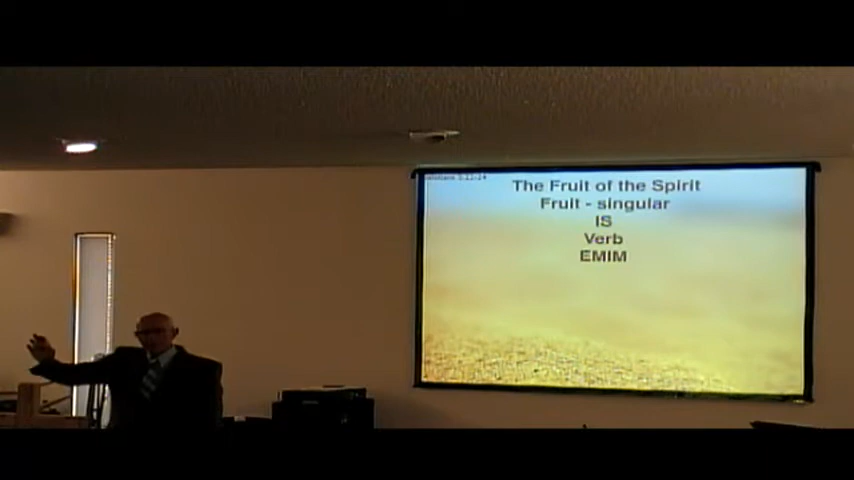 The Fruit of the Spirit
Fruit - singular
IS
Verb
EMIM